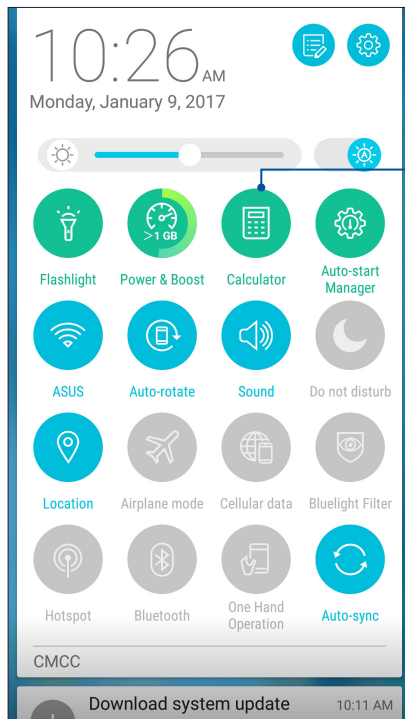 10:26 AM
Monday, January 9, 2017
A
>1 GB
Flashlight
Power & Boost
Calculator
Auto-start
Manager
ASUS
Auto-rotate
Sound
Do not disturb
Location
Airplane mode
Cellular data
Bluelight Filter
Hotspot
Bluetooth
One Hand
Operation
Auto-sync
CMCC
Download system update 10:11 AM